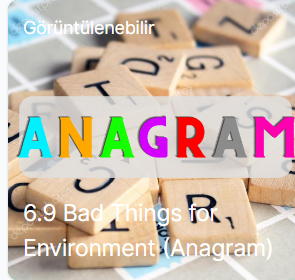 Görüntülenebilir
ANAGRAM
6.9 Bad Things for
Environment (Anagram)